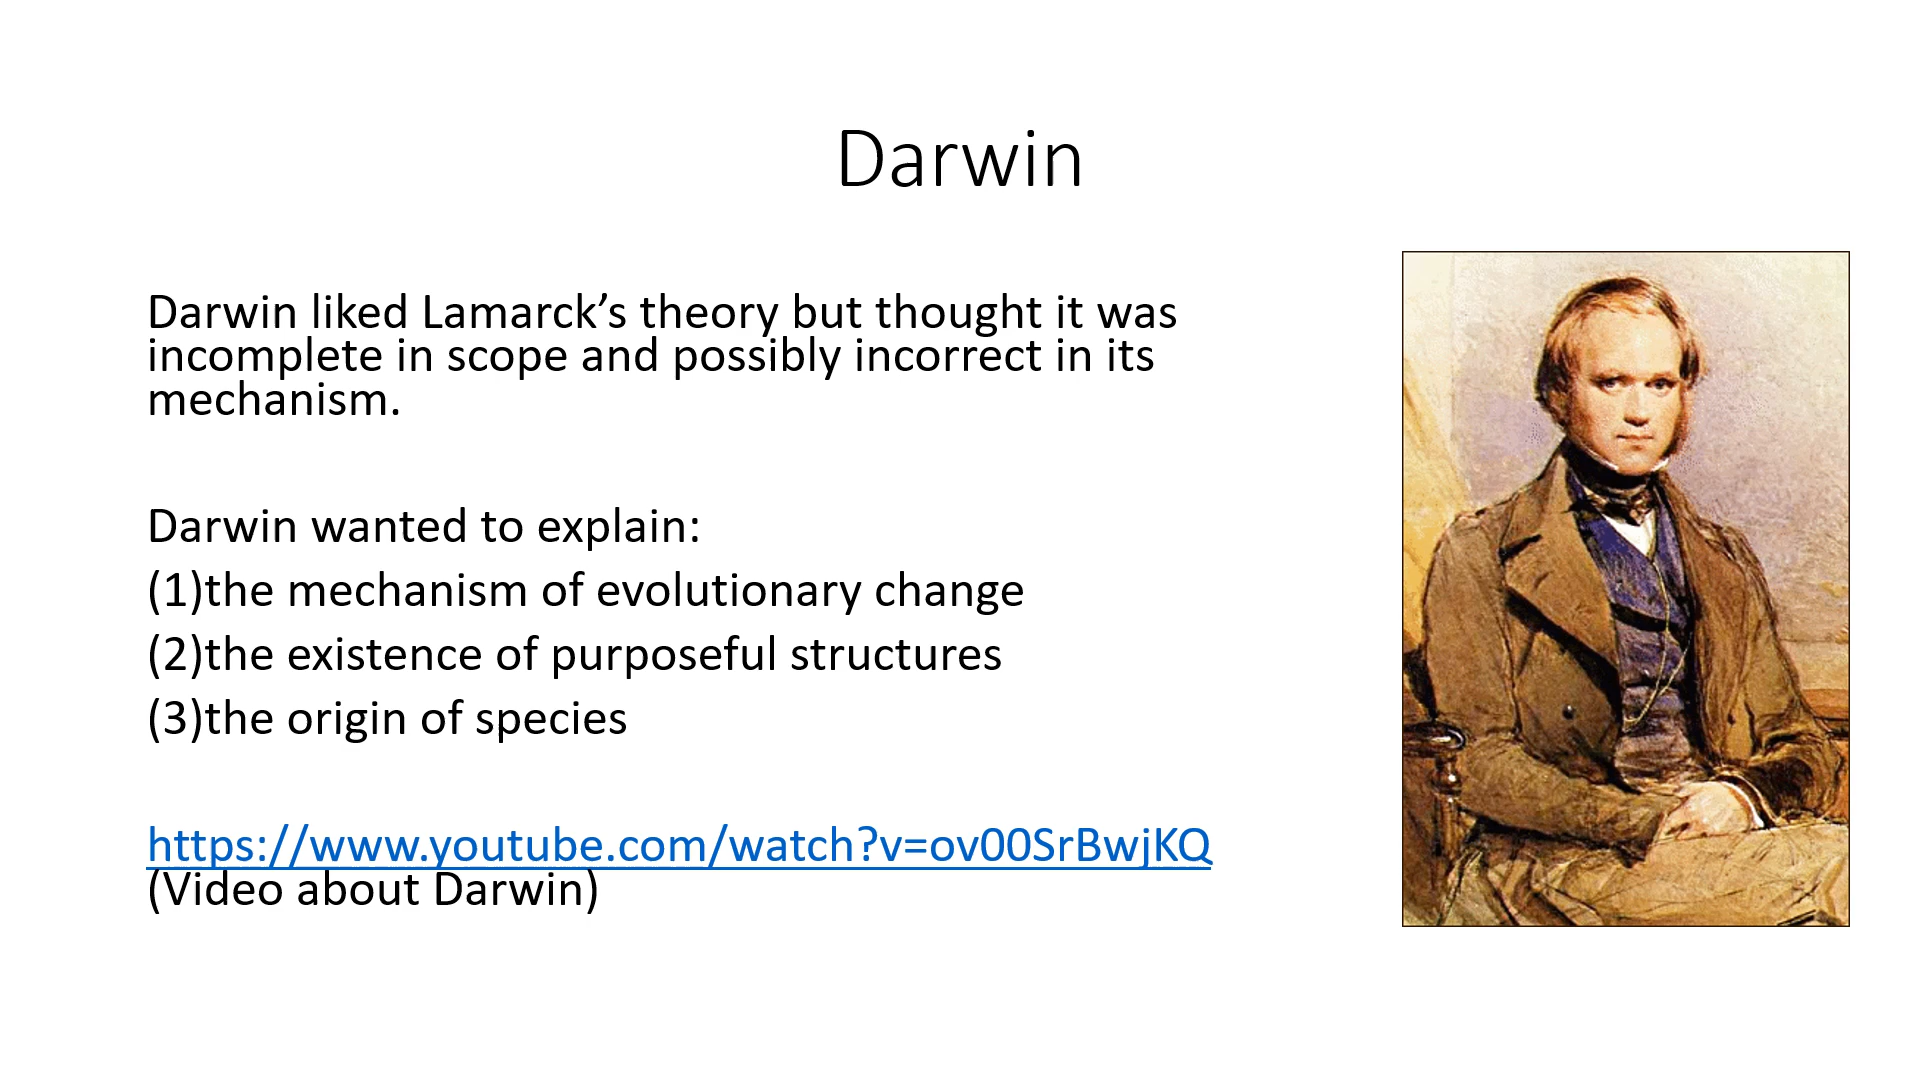 Darwin
Darwin liked Lamarck’s theory but thought it was
incomplete in scope and possibly incorrect in its
mechanism.
Darwin wanted to explain:
(1)the mechanism of evolutionary change
(2)the existence of purposeful structures
(3)the origin of species
https://www.youtube.com/watch?v=ov00SrBwjKQ
(Video about Darwin)